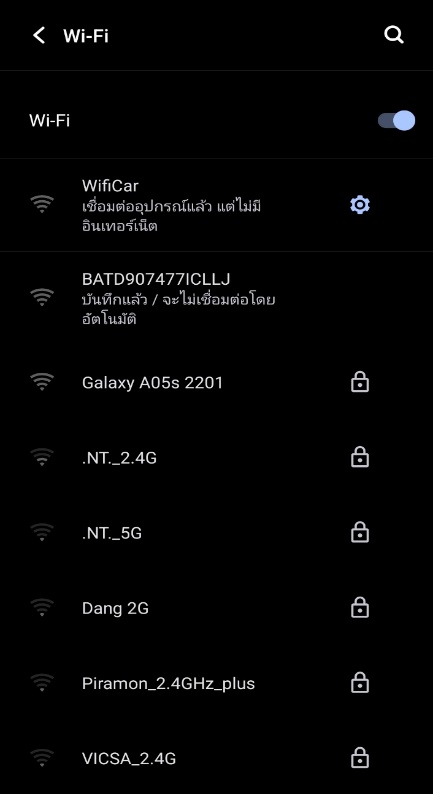 Wi-Fi
Wi-Fi
WifiCar
เชื่อมต่ออุปกรณ์แล้ว แต่ไม่มี
อินเทอร์เน็ต
BATD907477ICLLJ
บันทึกแล้ว / จะไม่เชื่อมต่อโดย
อัตโนมัติ
Galaxy A05s 2201
.NT._2.4G
.NT._5G
Dang 2G
Piramon_2.4GHz_plus
VICSA_2.4G